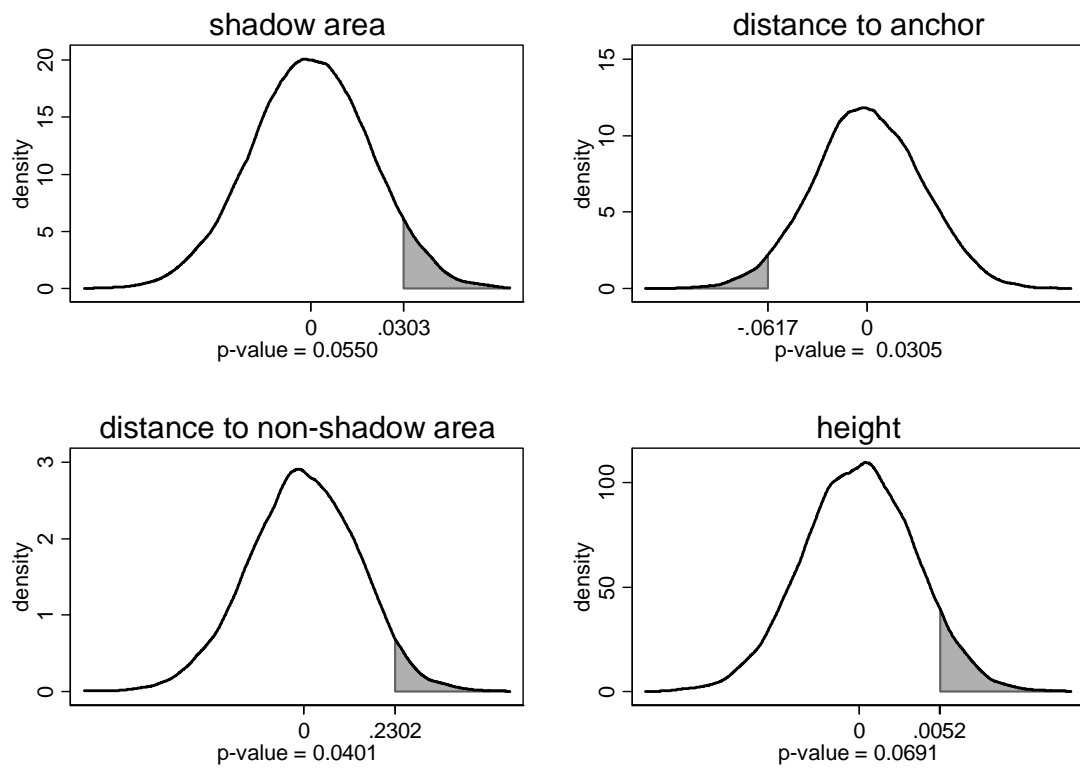 shadow area
density
20
15
10
5
0
0 .0303
p-value = 0.0550
distance to anchor
density
15
10
5
0
-.0617 0
p-value = 0.0305
distance to non-shadow area
density
3
2
1
0
0 .2302
p-value = 0.0401
height
density
100
50
0
0 .0052
p-value = 0.0691